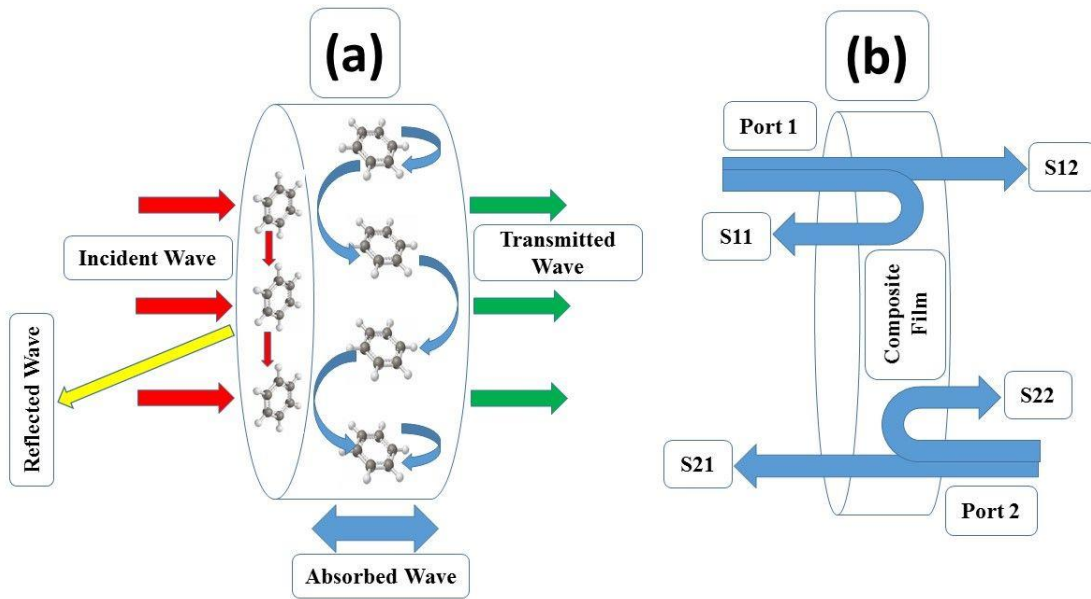 (a)
Incident Wave
Reflected Wave
Transmitted
Wave
Absorbed Wave
(b)
Port 1
S12
S11
Composite
Film
S22
S21
Port 2